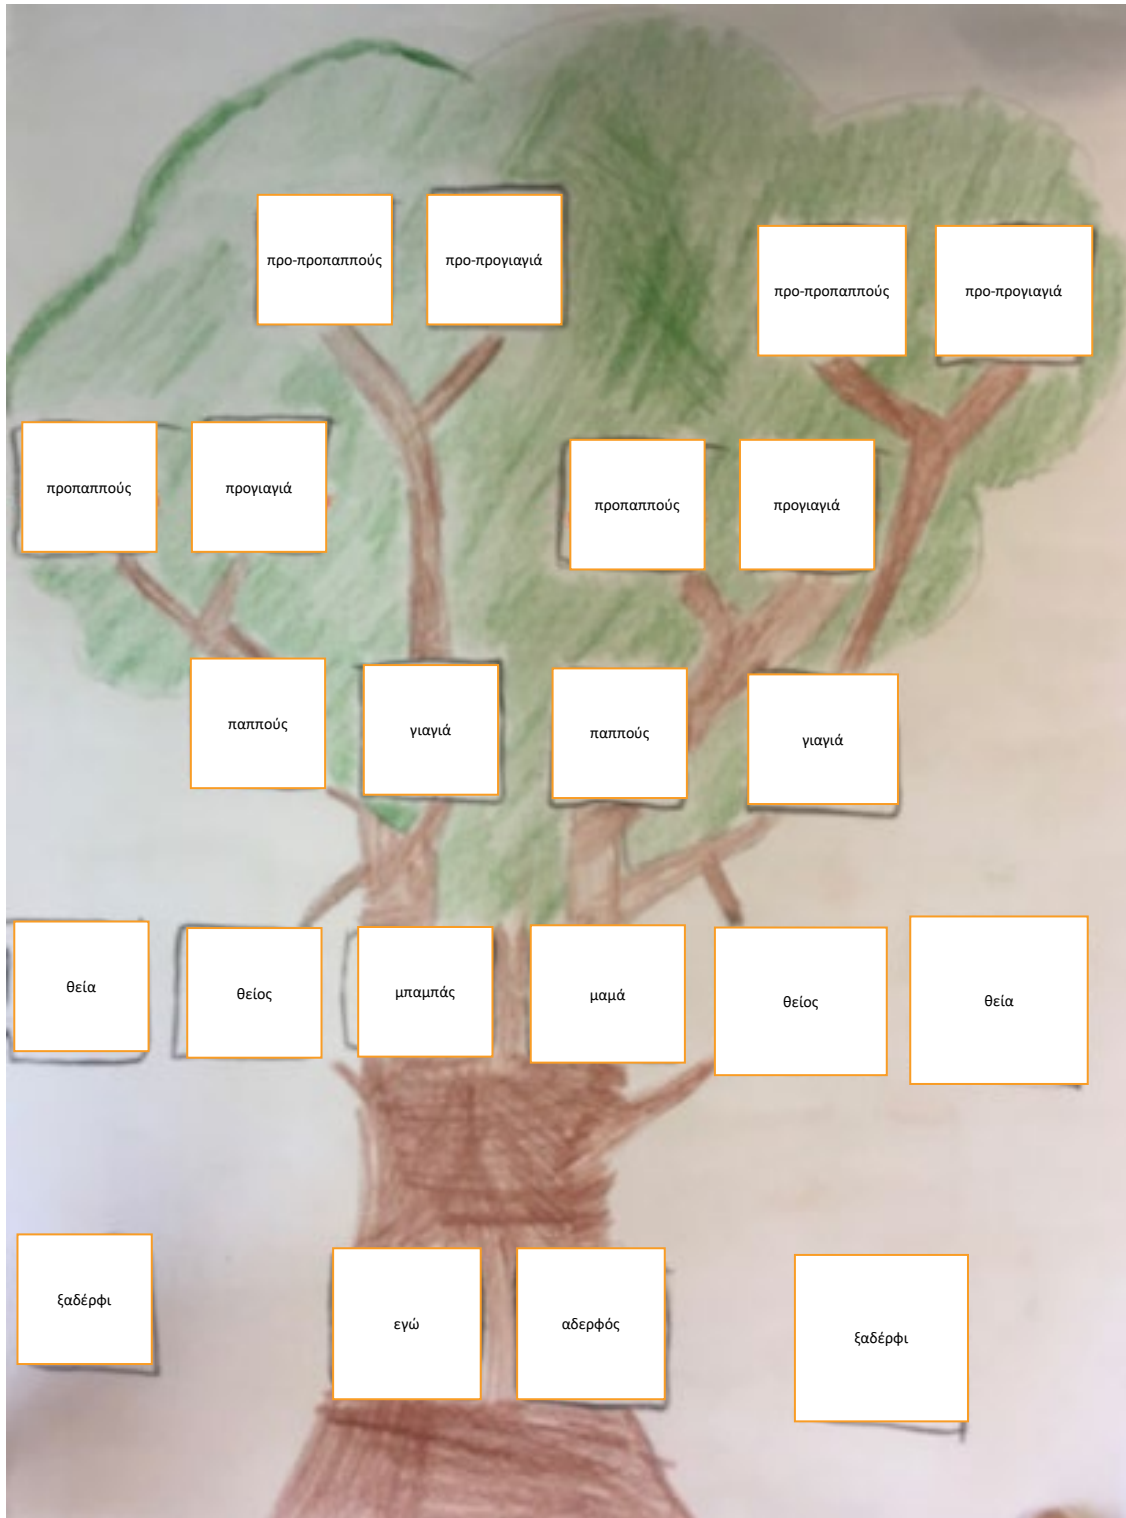 προ-προπαππούς
προ-προγιαγιά
προ-προπαππούς
προ-προγιαγιά
προπαππούς
προγιαγιά
προπαππούς
προγιαγιά
παππούς
γιαγιά
παππούς
γιαγιά
θεία
θείος
μπαμπάς
μαμά
θείος
θεία
ξαδέρφι
εγώ
αδερφός
ξαδέρφι